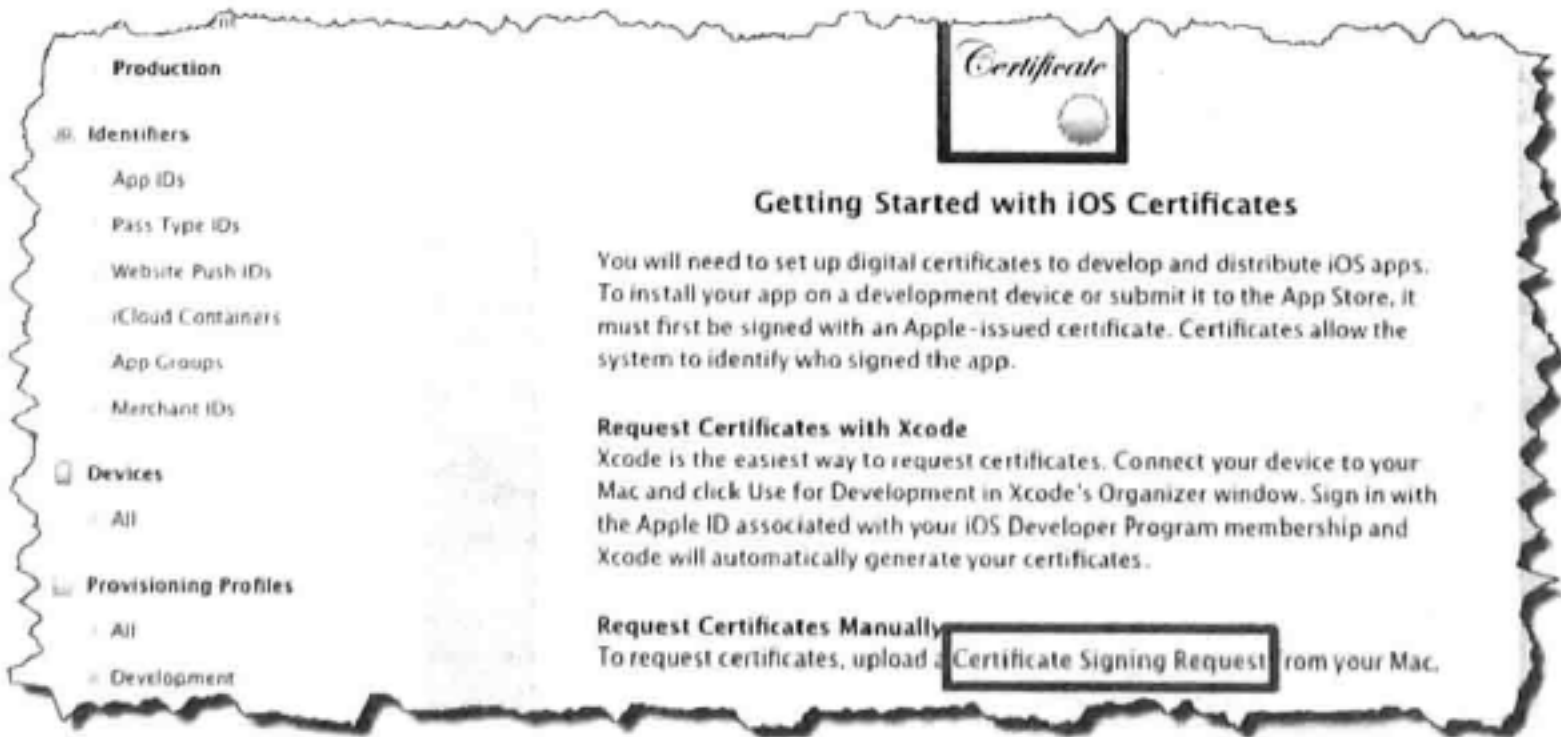 Production
Identifiers
App IDs
Pass Type IDs
Website Push IDs
iCloud Containers
App Groups
Merchant IDs
Devices
All
Provisioning Profiles
All
Development
Certificate
Getting Started with iOS Certificates
You will need to set up digital certificates to develop and distribute iOS apps.
To install your app on a development device or submit it to the App Store, it
must first be signed with an Apple-issued certificate. Certificates allow the
system to identify who signed the app.
Request Certificates with Xcode
Xcode is the easiest way to request certificates. Connect your device to your
Mac and click Use for Development in Xcode's Organizer window. Sign in with
the Apple ID associated with your iOS Developer Program membership and
Xcode will automatically generate your certificates.
Request Certificates Manually
To request certificates, upload a Certificate Signing Request from your Mac.